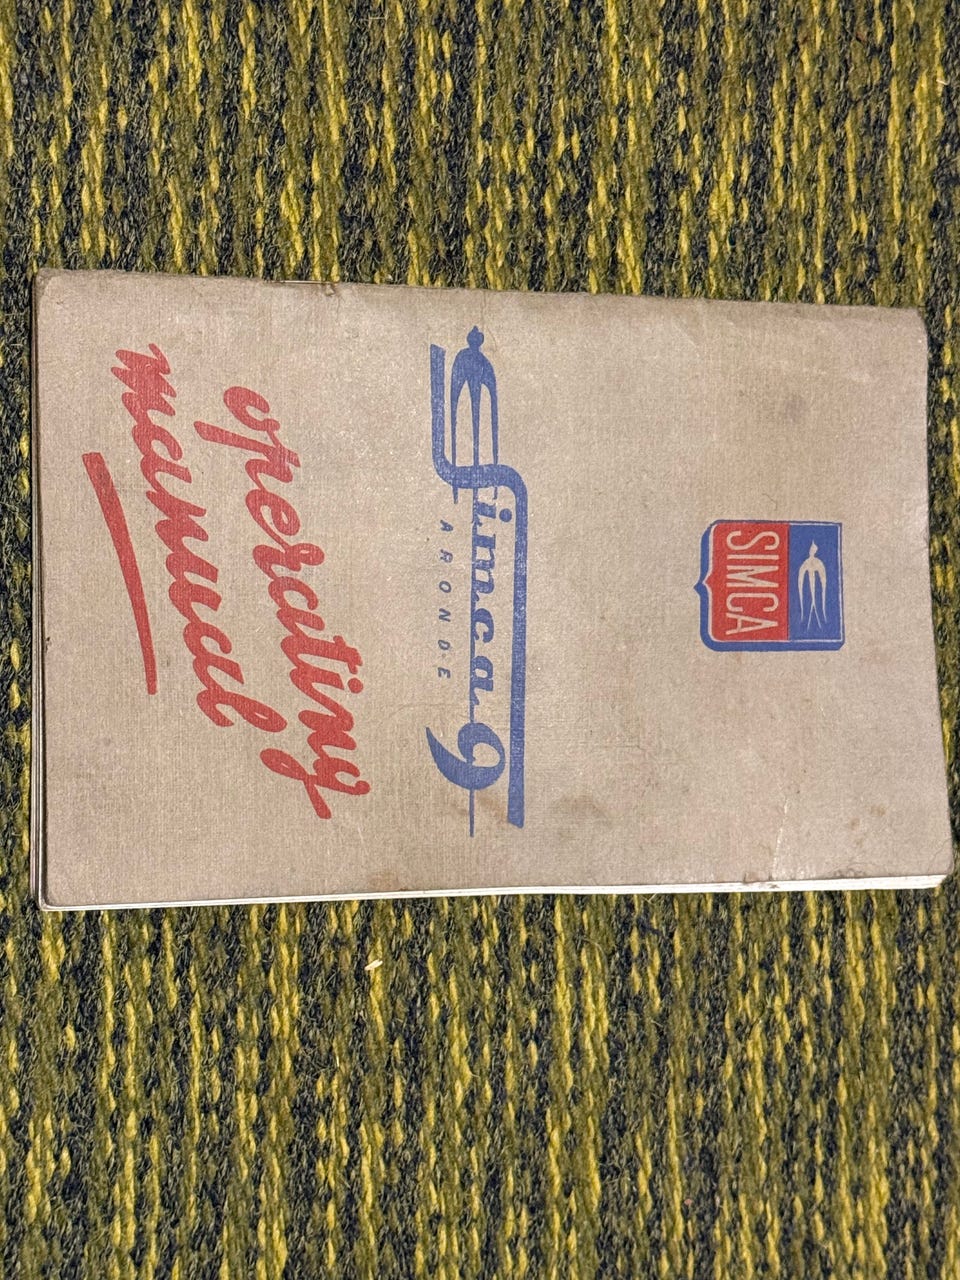 SIMCA
Simca 9
ARONDE
operating
manual